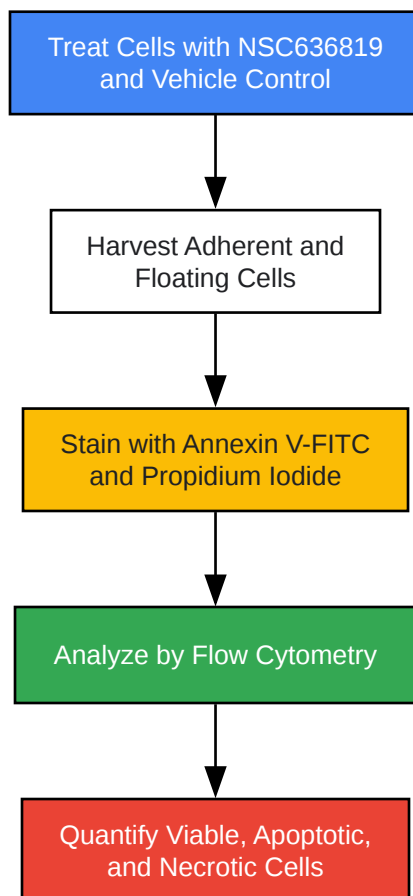 Treat Cells with NSC636819
and Vehicle Control
Harvest Adherent and
Floating Cells
Stain with Annexin V-FITC
and Propidium Iodide
Analyze by Flow Cytometry
Quantify Viable, Apoptotic,
and Necrotic Cells